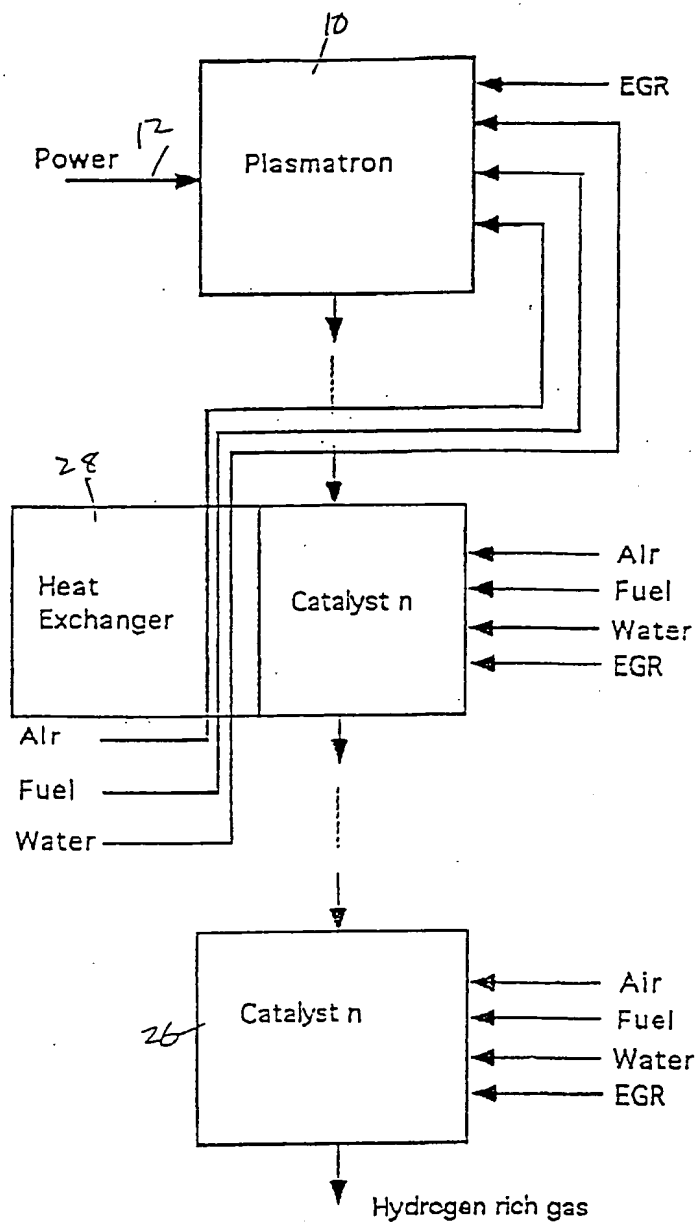 10
EGR
12
Power
Plasmatron
28
Heat
Exchanger
Catalyst n
Air
Fuel
Water
EGR
Air
Fuel
Water
26
Catalyst n
Air
Fuel
Water
EGR
Hydrogen rich gas